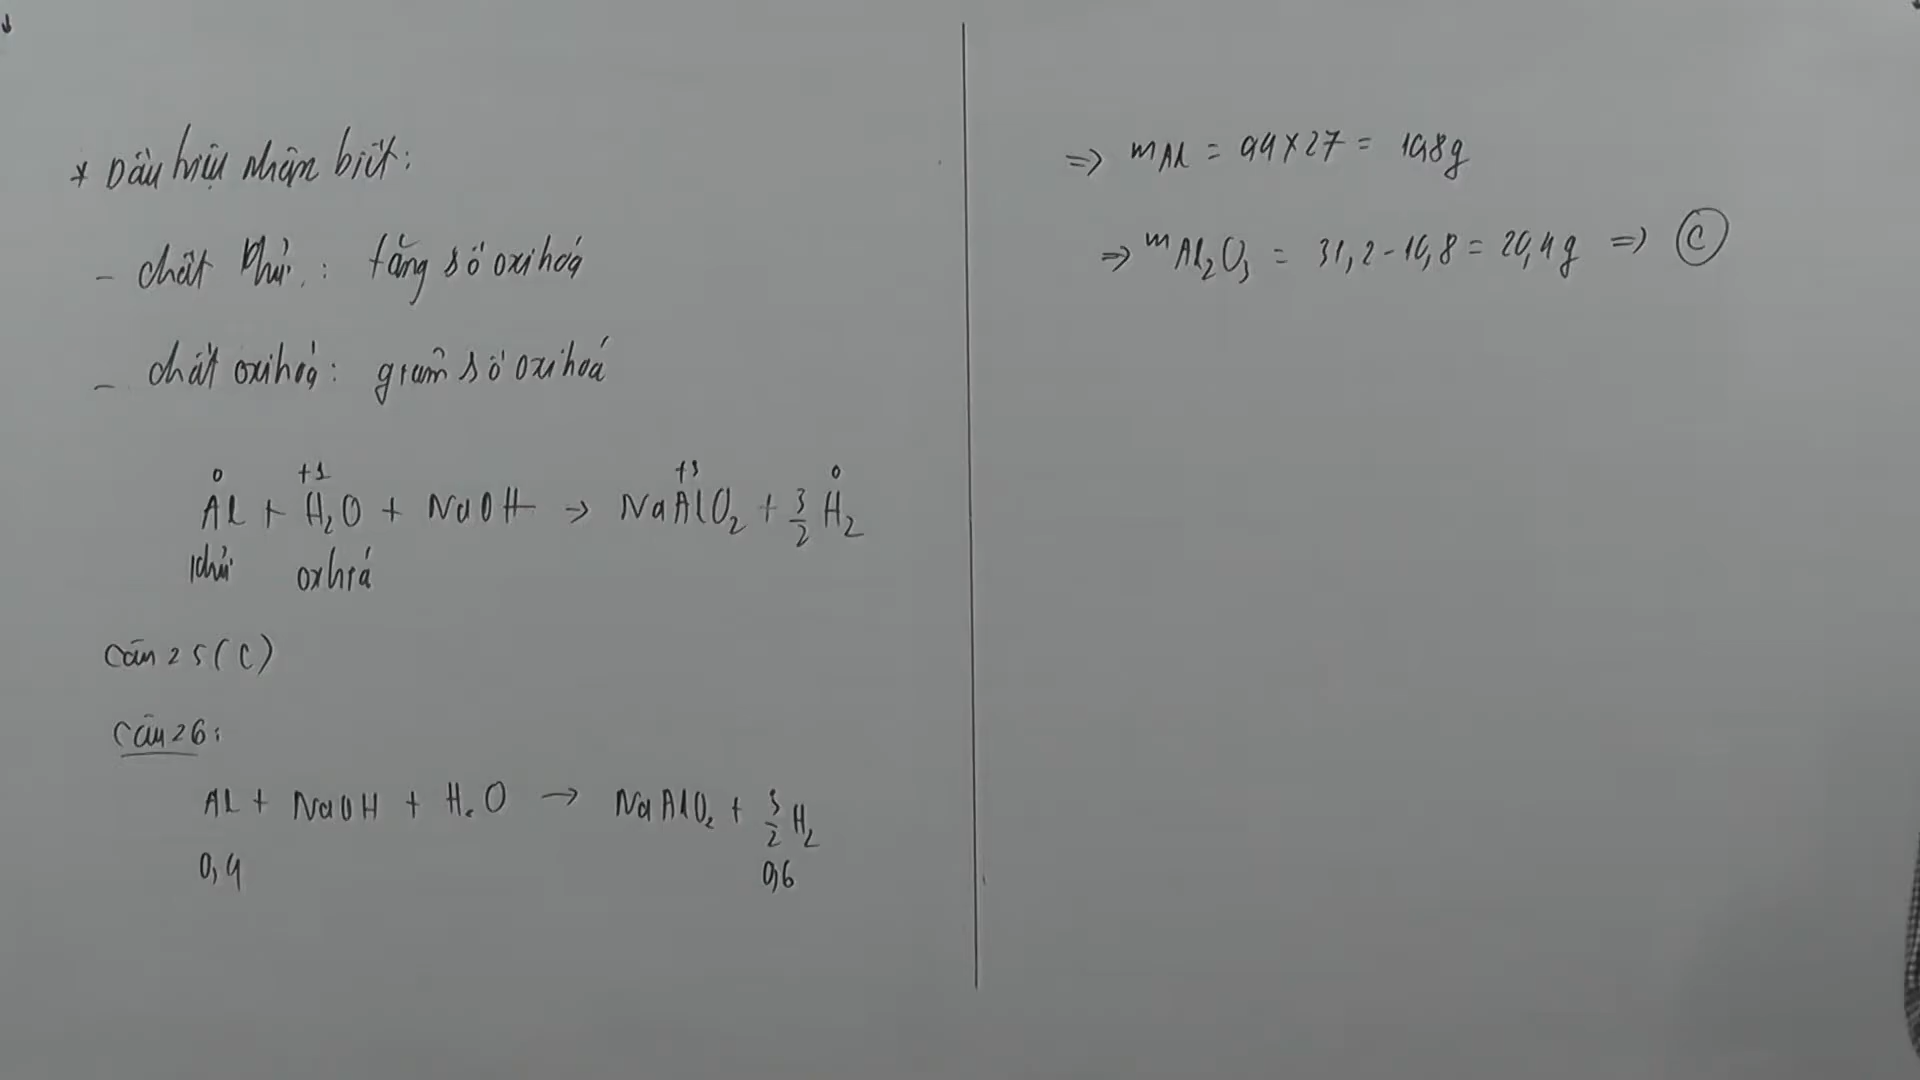 * Dấu hiệu nhận biết:
- chất khử: tăng số oxi hoá
- chất oxi hoá: giảm số oxi hoá
0 +1 +3 0
Al + H₂O + NaOH → NaAlO₂ + 3/2 H₂
khử oxh oá
Câu 25 (C)
Câu 26:
Al + NaOH + H₂O → NaAlO₂ + 3/2 H₂
0,4 0,6
=> mAl = 0,4 x 27 = 10,8g
=> mAl₂O₃ = 31,2 - 10,8 = 20,4g => C